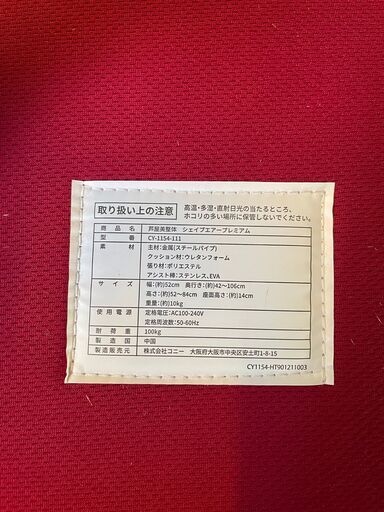 取り扱い上の注意
高温・多湿・直射日光の当たるところ、
ホコリの多い場所に保管しないでください。
商品名 芦屋美整体 シェイプエアープレミアム
型番 CY-1154-111
素材 主材:金属(スチールパイプ)
クッション材:ウレタンフォーム
張り材:ポリエステル
アシスト棒:ステンレス、EVA
サイズ 幅:(約)52cm 奥行き:(約)42〜106cm
高さ:(約)52〜84cm 座面高さ:(約)14cm
重量:(約)10kg
使用電源 定格電圧:AC100-240V
定格周波数:50-60Hz
耐荷重 100kg
製造国 中国
製造販売元 株式会社コニー 大阪府大阪市中央区安土町1-8-15
CY1154-HT901211003